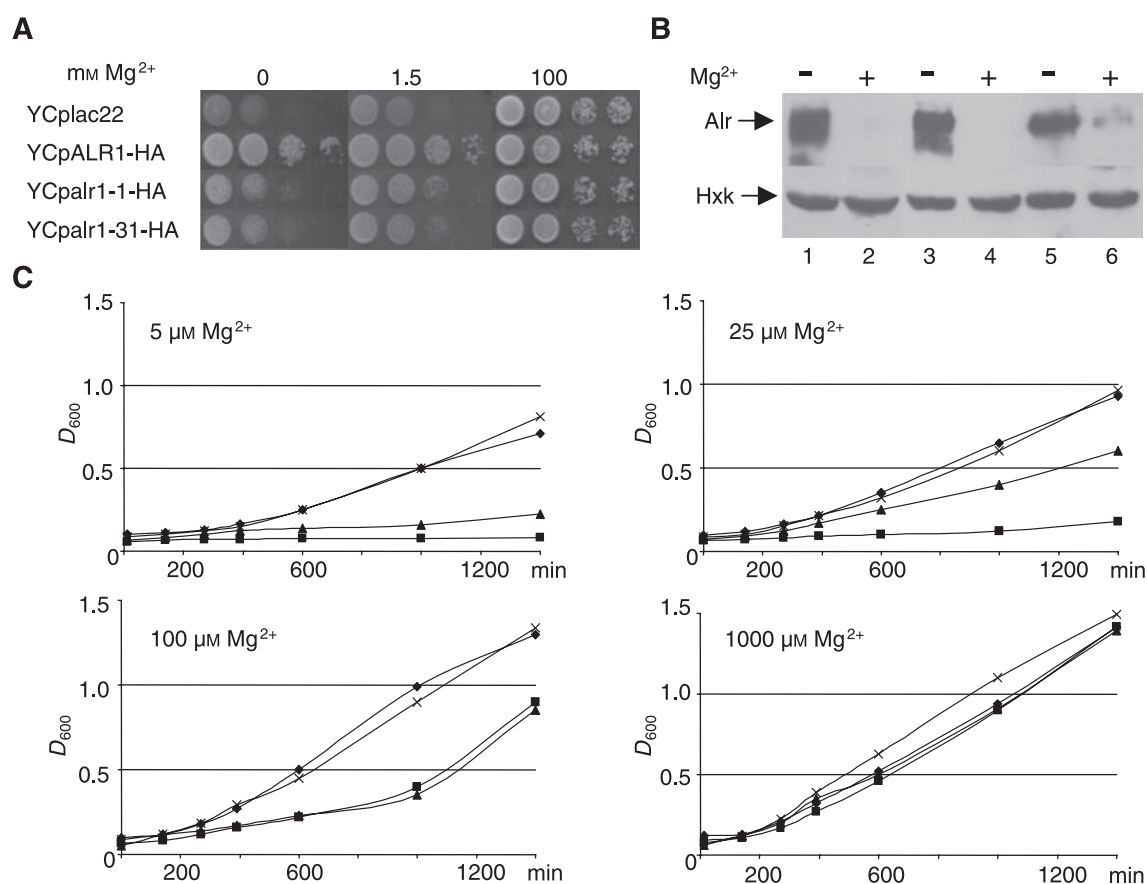 A
mM Mg²⁺ 0 1.5 100
YCplac22
YCpALR1-HA
YCpalr1-1-HA
YCpalr1-31-HA
B
Mg²⁺ - + - + - +
Alr
Hxk
1 2 3 4 5 6
C
5 µM Mg²⁺
D₆₀₀
1.5
1.0
0.5
0
200 600 1200 min
25 µM Mg²⁺
D₆₀₀
1.5
1.0
0.5
0
200 600 1200 min
100 µM Mg²⁺
D₆₀₀
1.5
1.0
0.5
0
200 600 1200 min
1000 µM Mg²⁺
D₆₀₀
1.5
1.0
0.5
0
200 600 1200 min